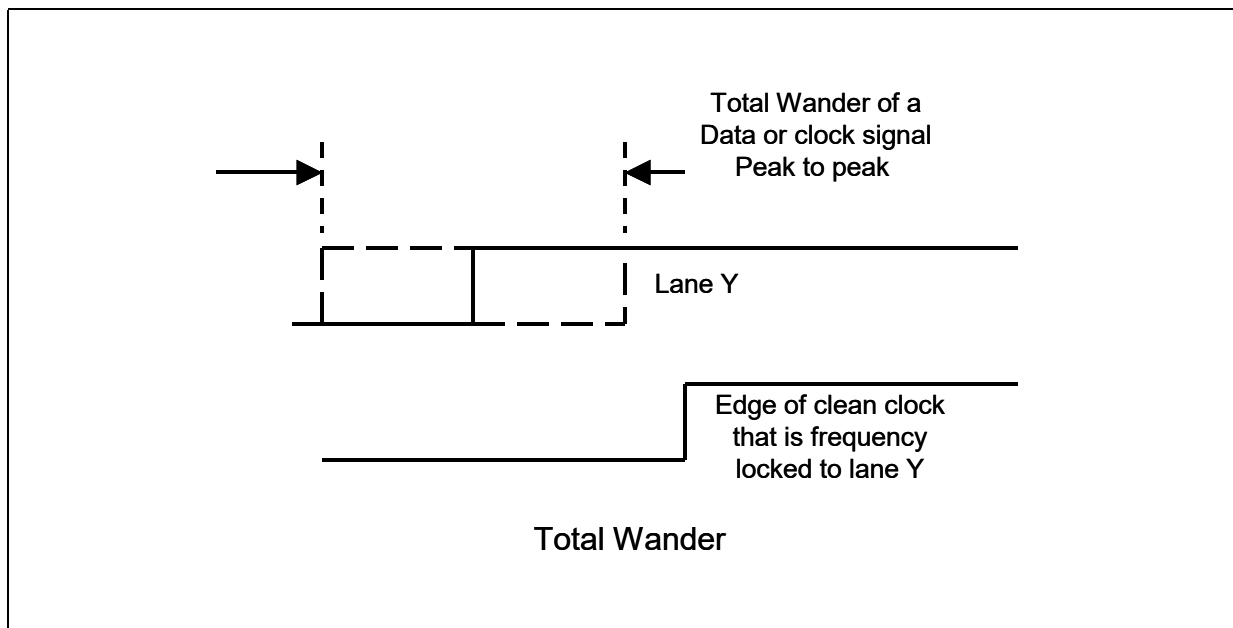 Total Wander of a
Data or clock signal
Peak to peak
Lane Y
Edge of clean clock
that is frequency
locked to lane Y
Total Wander